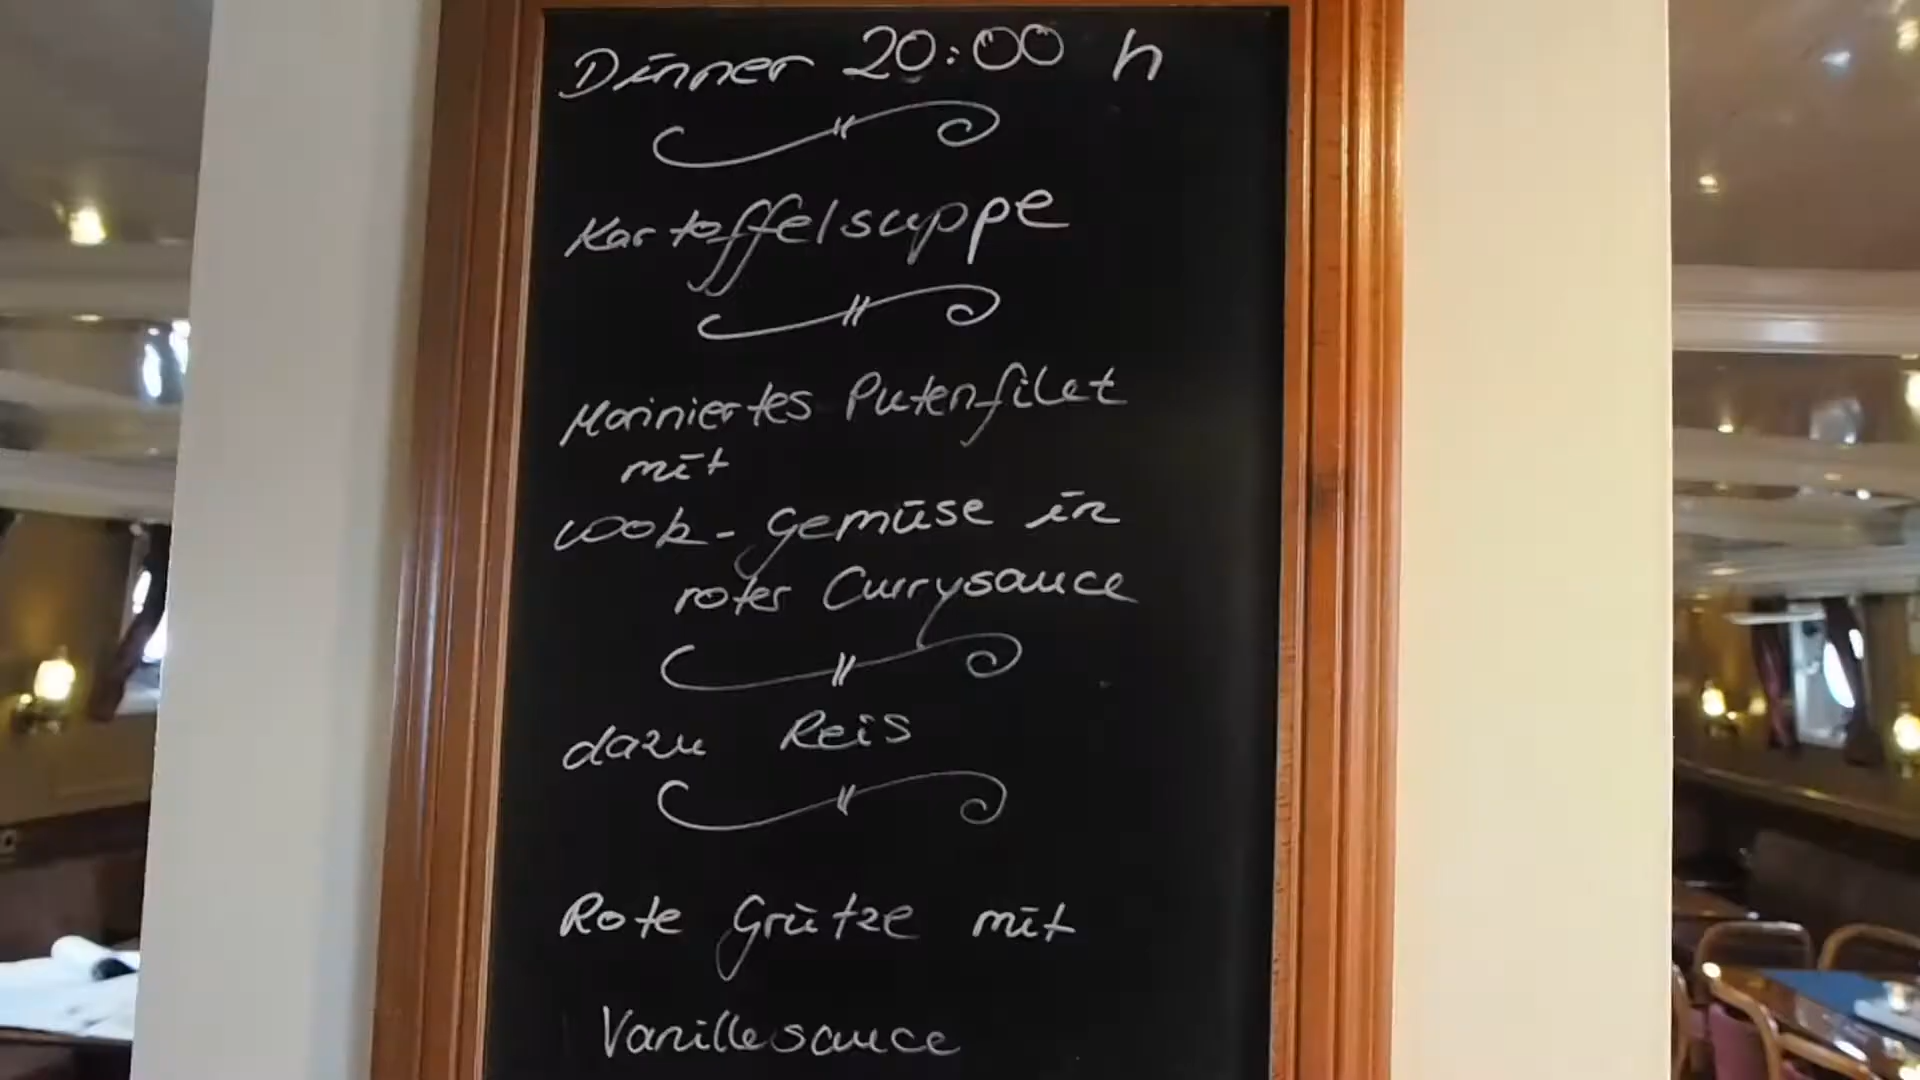 Dinner 20:00 h
Kartoffelsuppe
Mariniertes Putenfilet
mit
Wok-Gemüse in
roter Currysauce
dazu Reis
Rote Grütze mit
Vanillesauce